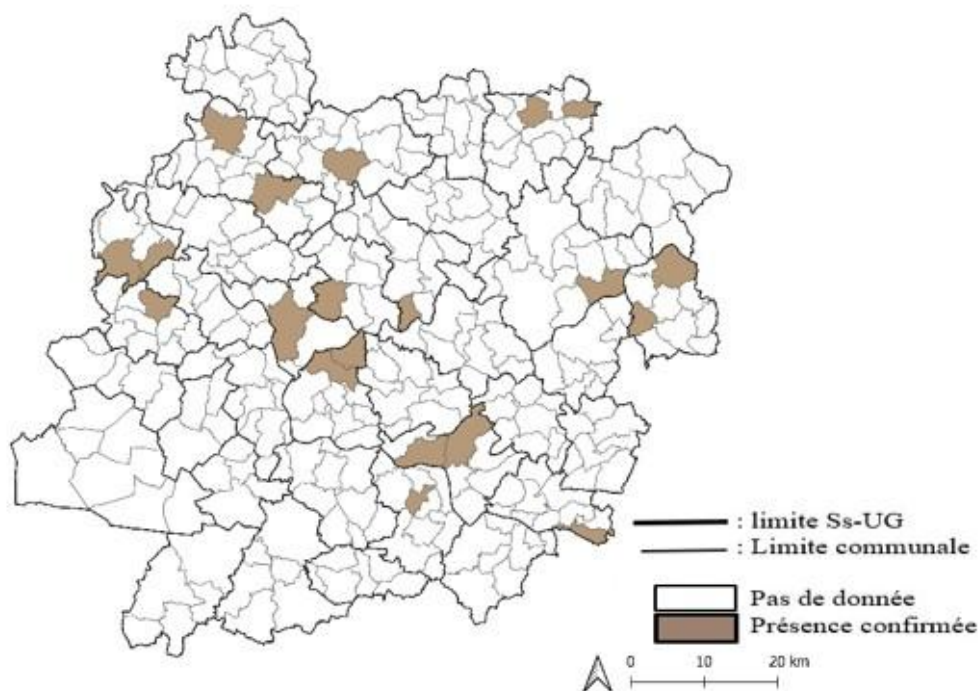 : limite Ss-UG
: Limite communale
Pas de donnée
Présence confirmée
0 10 20 km